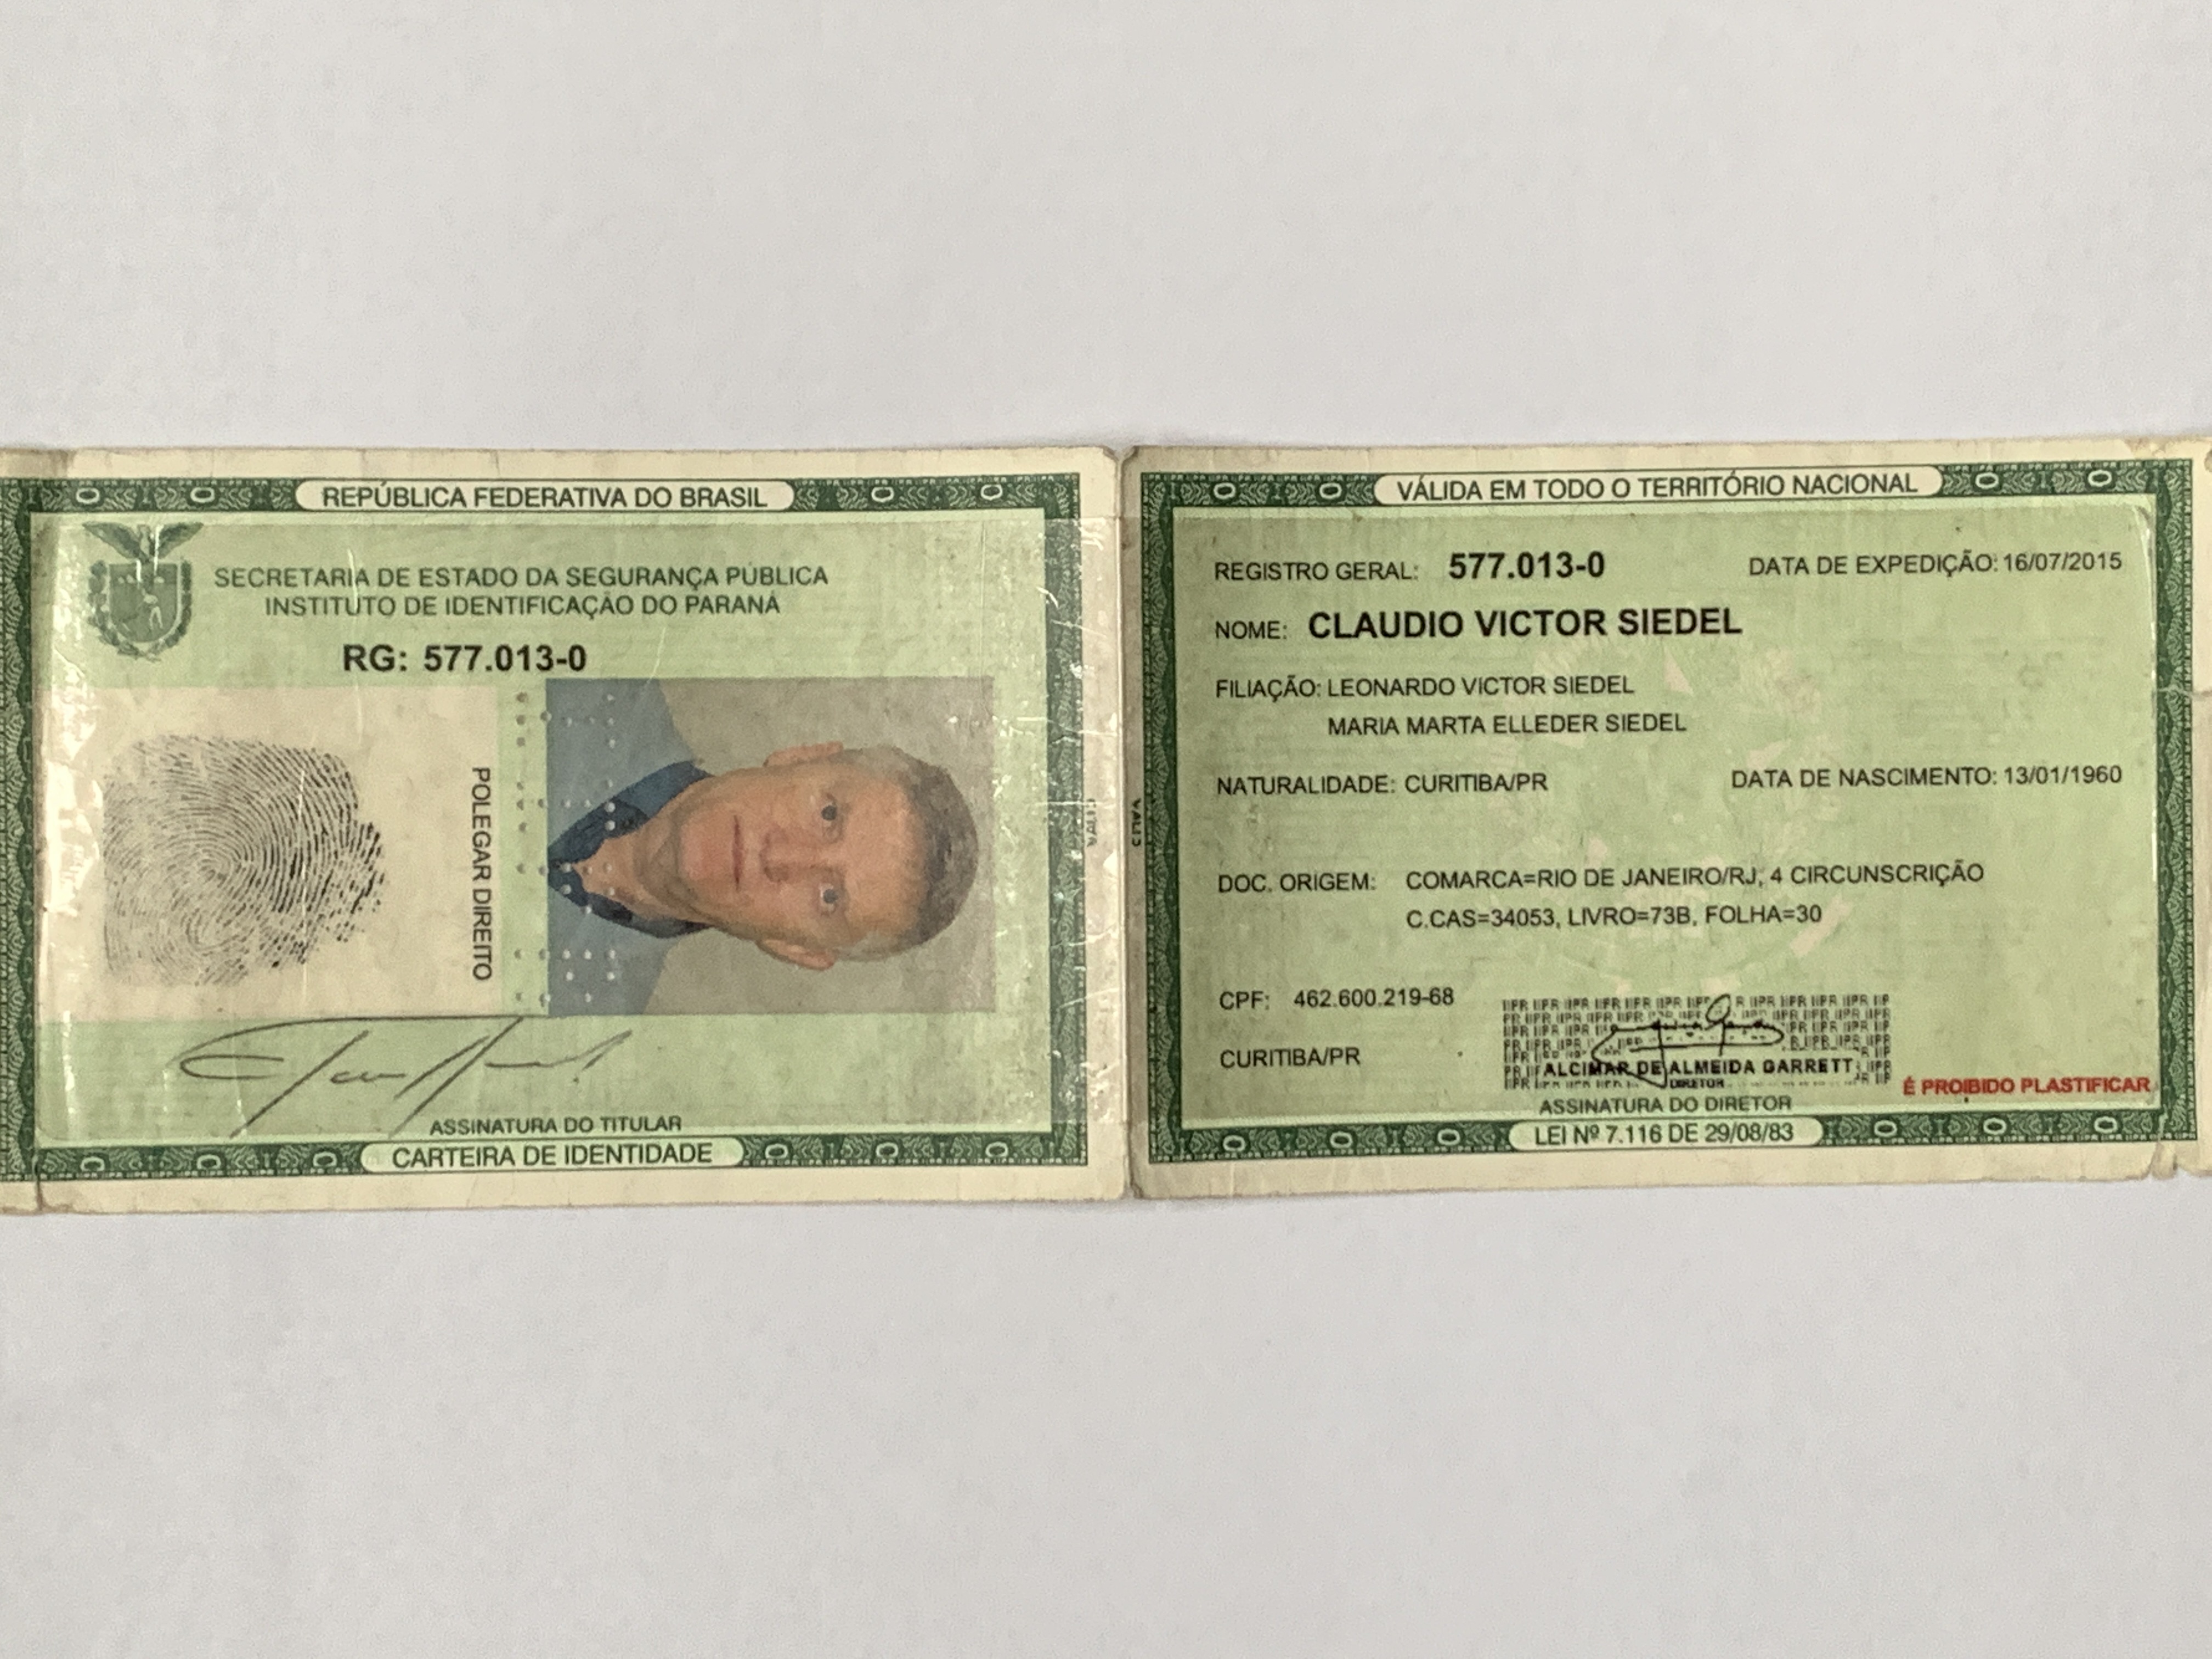 REPÚBLICA FEDERATIVA DO BRASIL
SECRETARIA DE ESTADO DA SEGURANÇA PÚBLICA
INSTITUTO DE IDENTIFICAÇÃO DO PARANÁ
RG: 577.013-0
POLEGAR DIREITO
ASSINATURA DO TITULAR
CARTEIRA DE IDENTIDADE
VÁLIDA EM TODO O TERRITÓRIO NACIONAL
REGISTRO GERAL: 577.013-0 DATA DE EXPEDIÇÃO: 16/07/2015
NOME: CLAUDIO VICTOR SIEDEL
FILIAÇÃO: LEONARDO VICTOR SIEDEL
MARIA MARTA ELLEDER SIEDEL
NATURALIDADE: CURITIBA/PR DATA DE NASCIMENTO: 13/01/1960
DOC. ORIGEM: COMARCA=RIO DE JANEIRO/RJ, 4 CIRCUNSCRIÇÃO
C.CAS=34053, LIVRO=73B, FOLHA=30
CPF: 462.600.219-68
CURITIBA/PR
ALCIMAR DE ALMEIDA GARRETT
DIRETOR
É PROIBIDO PLASTIFICAR
ASSINATURA DO DIRETOR
LEI Nº 7.116 DE 29/08/83